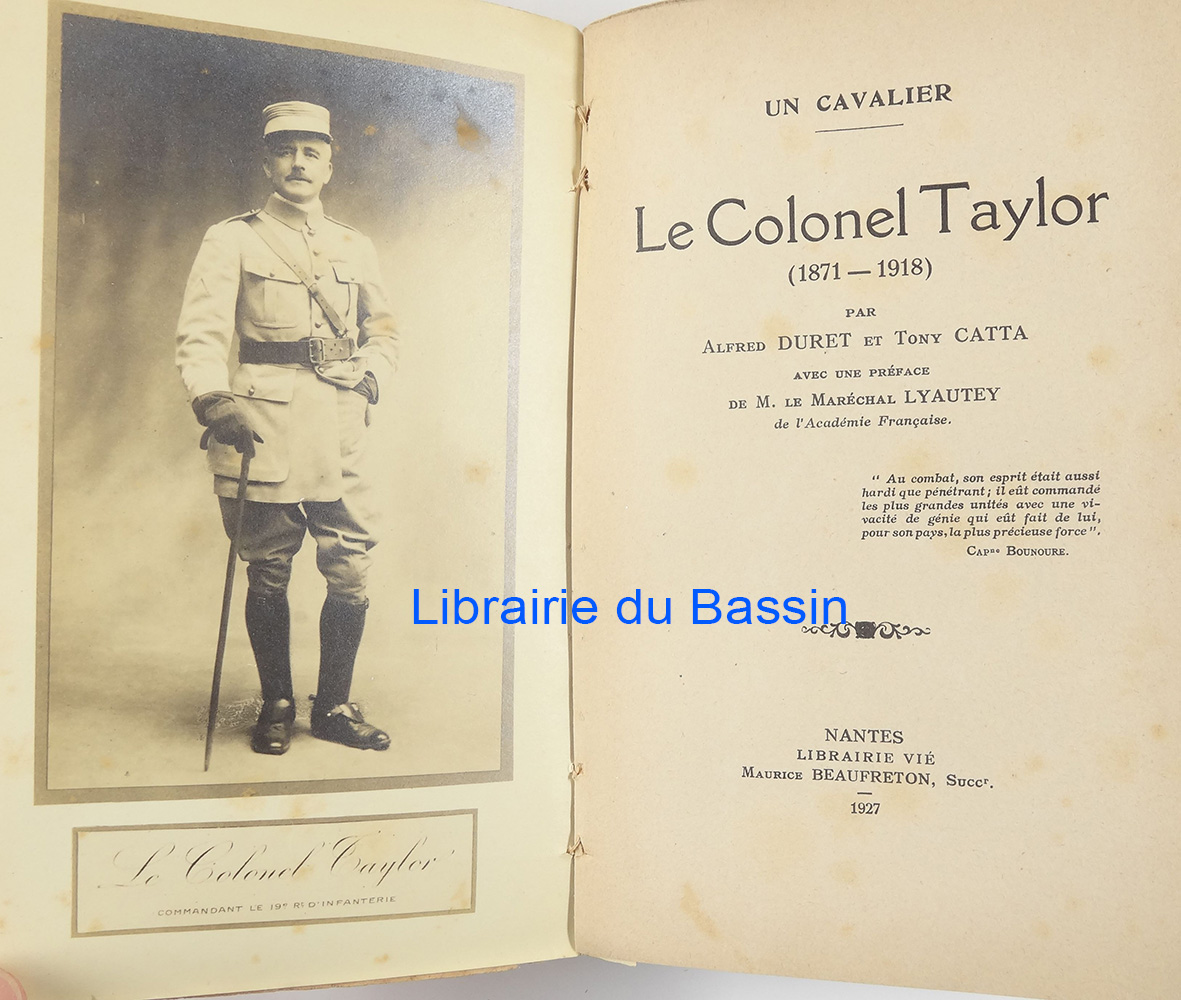 Le Colonel Taylor
COMMANDANT LE 19e Rt D'INFANTERIE
UN CAVALIER
Le Colonel Taylor
(1871 — 1918)
PAR
ALFRED DURET ET TONY CATTA
AVEC UNE PRÉFACE
DE M. LE MARÉCHAL LYAUTEY
de l'Académie Française.
" Au combat, son esprit était aussi
hardi que pénétrant ; il eût commandé
les plus grandes unités avec une vi-
vacité de génie qui eût fait de lui,
pour son pays, la plus précieuse force ".
CAPne BOUNOURE.
Librairie du Bassin
NANTES
LIBRAIRIE VIÉ
MAURICE BEAUFRETON, SUCCr.
1927